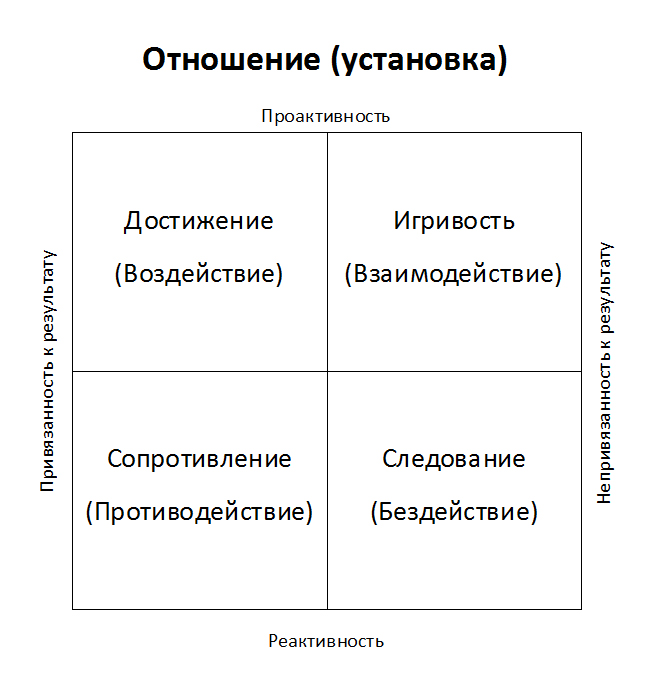 Отношение (установка)
Проактивность
Достижение
(Воздействие)
Игривость
(Взаимодействие)
Привязанность к результату
Непривязанность к результату
Сопротивление
(Противодействие)
Следование
(Бездействие)
Реактивность